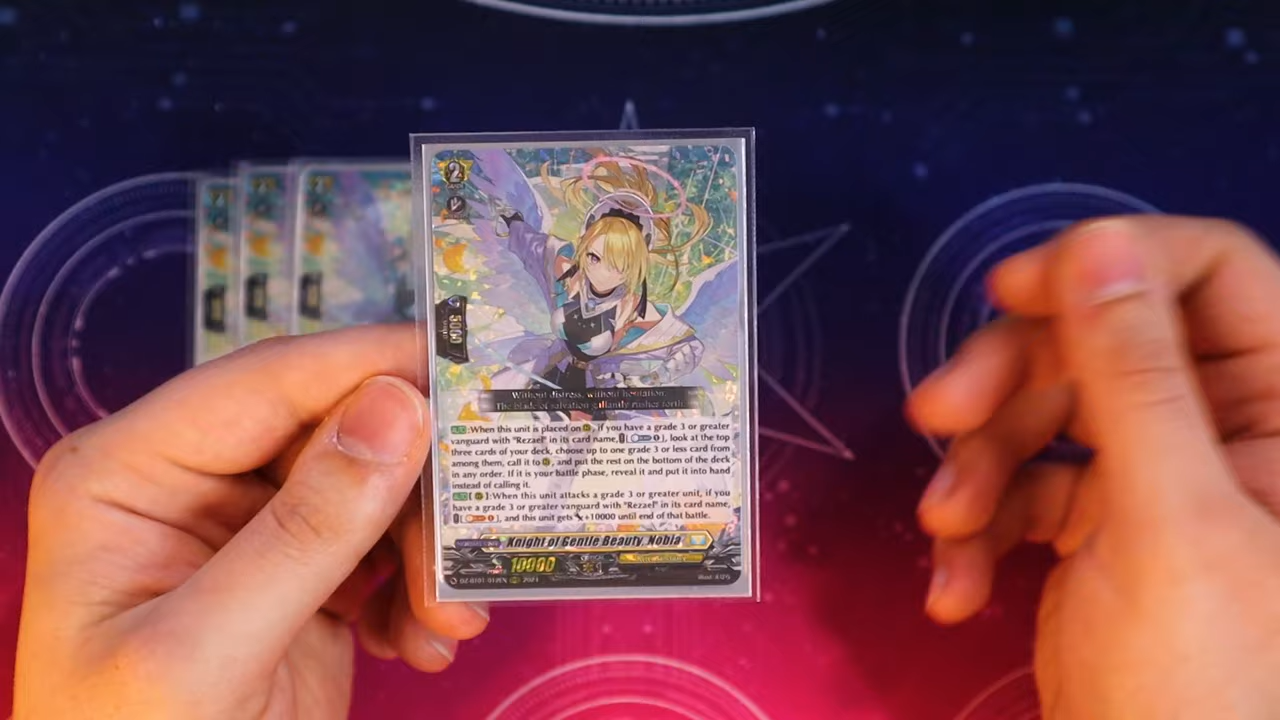 2
5000
Without distress, without hesitation.
The blade of salvation gallantly rushes forth.
AUTO:When this unit is placed on , if you have a grade 3 or greater
vanguard with "Rezael" in its card name, [ 1], look at the top
three cards of your deck, choose up to one grade 3 or less card from
among them, call it to , and put the rest on the bottom of the deck
in any order. If it is your battle phase, reveal it and put it into hand
instead of calling it.
AUTO[ ]:When this unit attacks a grade 3 or greater unit, if you
have a grade 3 or greater vanguard with "Rezael" in its card name,
[ 1], and this unit gets +10000 until end of that battle.
Knight of Gentle Beauty, Nobia
10000